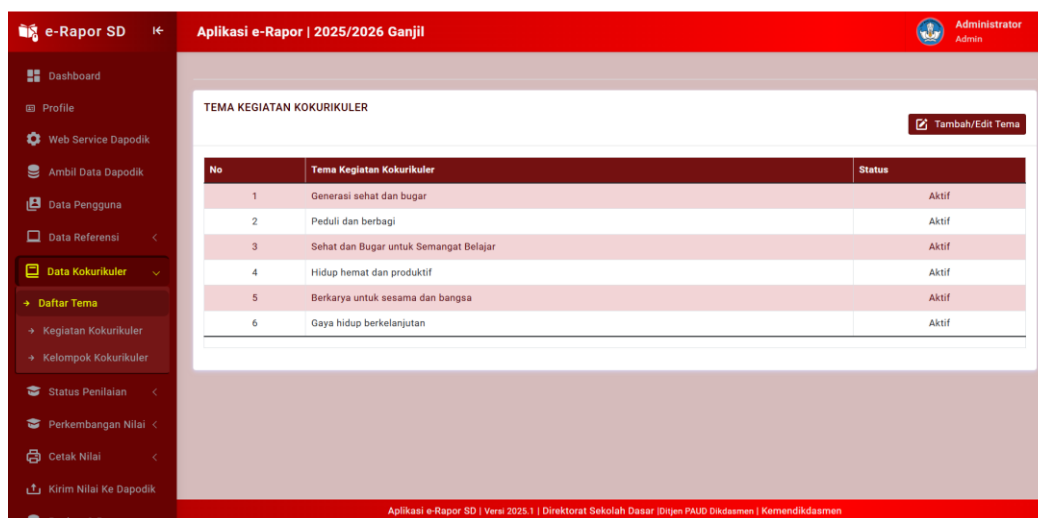 e-Rapor SD
Aplikasi e-Rapor | 2025/2026 Ganjil
Administrator
Admin
Dashboard
Profile
Web Service Dapodik
Ambil Data Dapodik
Data Pengguna
Data Referensi
Data Kokurikuler
Daftar Tema
Kegiatan Kokurikuler
Kelompok Kokurikuler
Status Penilaian
Perkembangan Nilai
Cetak Nilai
Kirim Nilai Ke Dapodik
TEMA KEGIATAN KOKURIKULER
Tambah/Edit Tema
No Tema Kegiatan Kokurikuler Status
1 Generasi sehat dan bugar Aktif
2 Peduli dan berbagi Aktif
3 Sehat dan Bugar untuk Semangat Belajar Aktif
4 Hidup hemat dan produktif Aktif
5 Berkarya untuk sesama dan bangsa Aktif
6 Gaya hidup berkelanjutan Aktif
Aplikasi e-Rapor SD | Versi 2025.1 | Direktorat Sekolah Dasar |Ditjen PAUD Dikdasmen | Kemendikdasmen